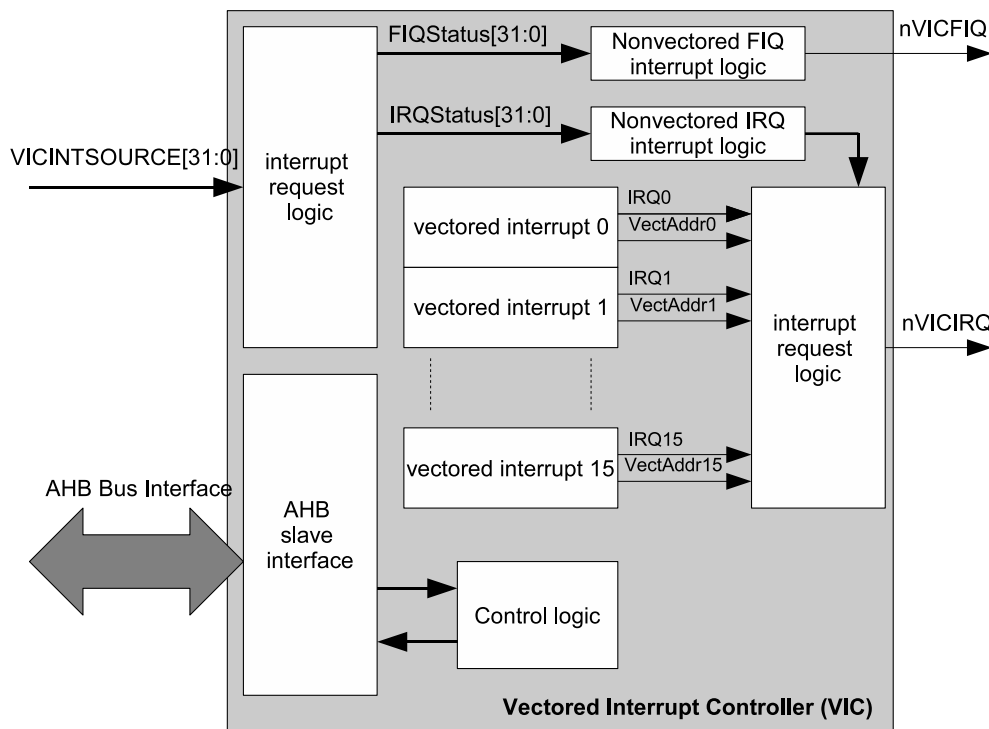 FIQStatus[31:0]
Nonvectored FIQ
interrupt logic
nVICFIQ
IRQStatus[31:0]
Nonvectored IRQ
interrupt logic
VICINTSOURCE[31:0]
interrupt
request
logic
vectored interrupt 0
IRQ0
VectAddr0
vectored interrupt 1
IRQ1
VectAddr1
interrupt
request
logic
nVICIRQ
vectored interrupt 15
IRQ15
VectAddr15
AHB Bus Interface
AHB
slave
interface
Control logic
Vectored Interrupt Controller (VIC)